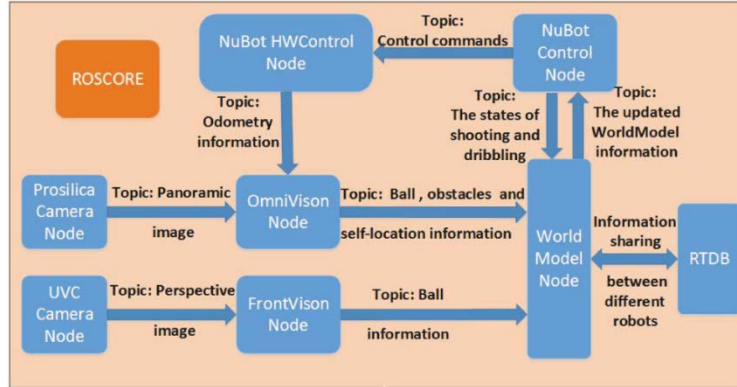 ROSCORE
NuBot HWControl
Node
Topic:
Control commands
NuBot
Control
Node
Topic:
Odometry
information
Topic:
The states of
shooting and
dribbling
Topic:
The updated
WorldModel
information
Prosilica
Camera
Node
Topic: Panoramic
image
OmniVison
Node
Topic: Ball , obstacles and
self-location information
World
Model
Node
Information
sharing
between
different
robots
RTDB
UVC
Camera
Node
Topic: Perspective
image
FrontVison
Node
Topic: Ball
information